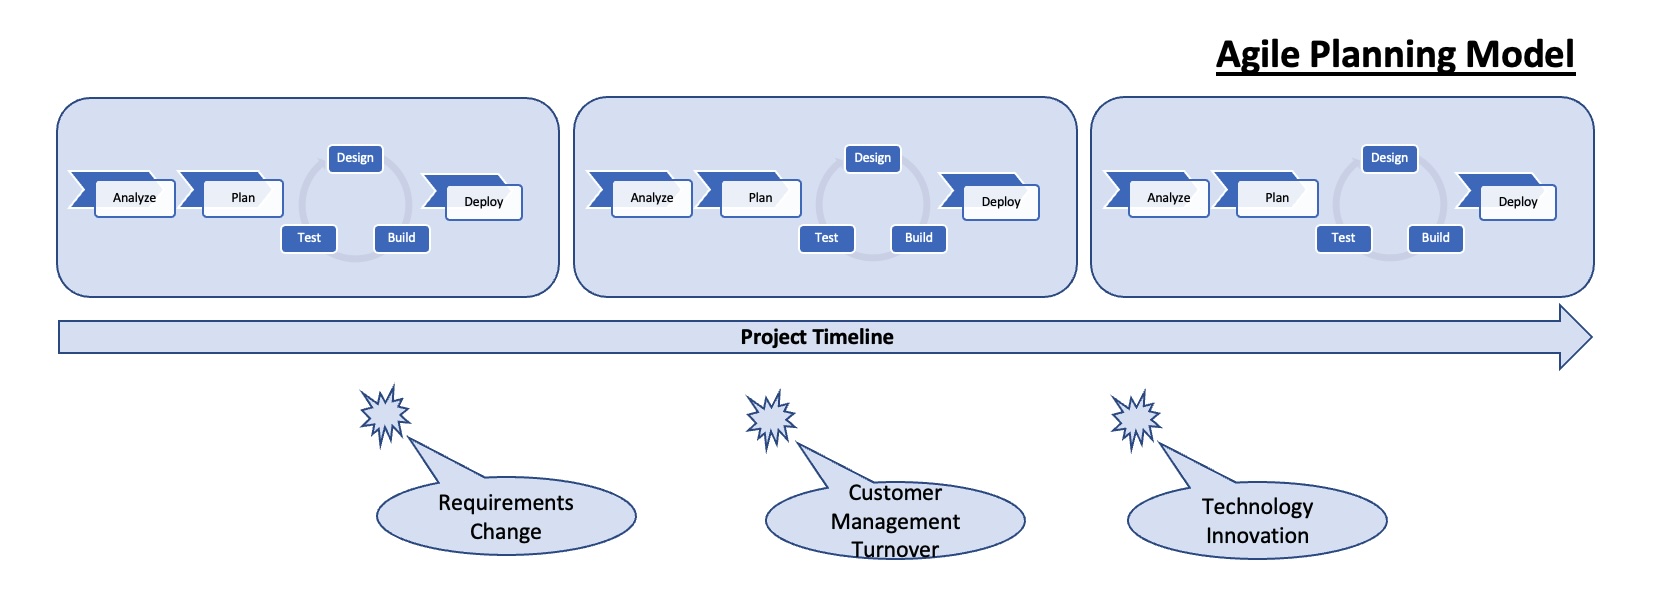 Agile Planning Model
Analyze
Plan
Design
Test
Build
Deploy
Analyze
Plan
Design
Test
Build
Deploy
Analyze
Plan
Design
Test
Build
Deploy
Project Timeline
Requirements
Change
Customer
Management
Turnover
Technology
Innovation